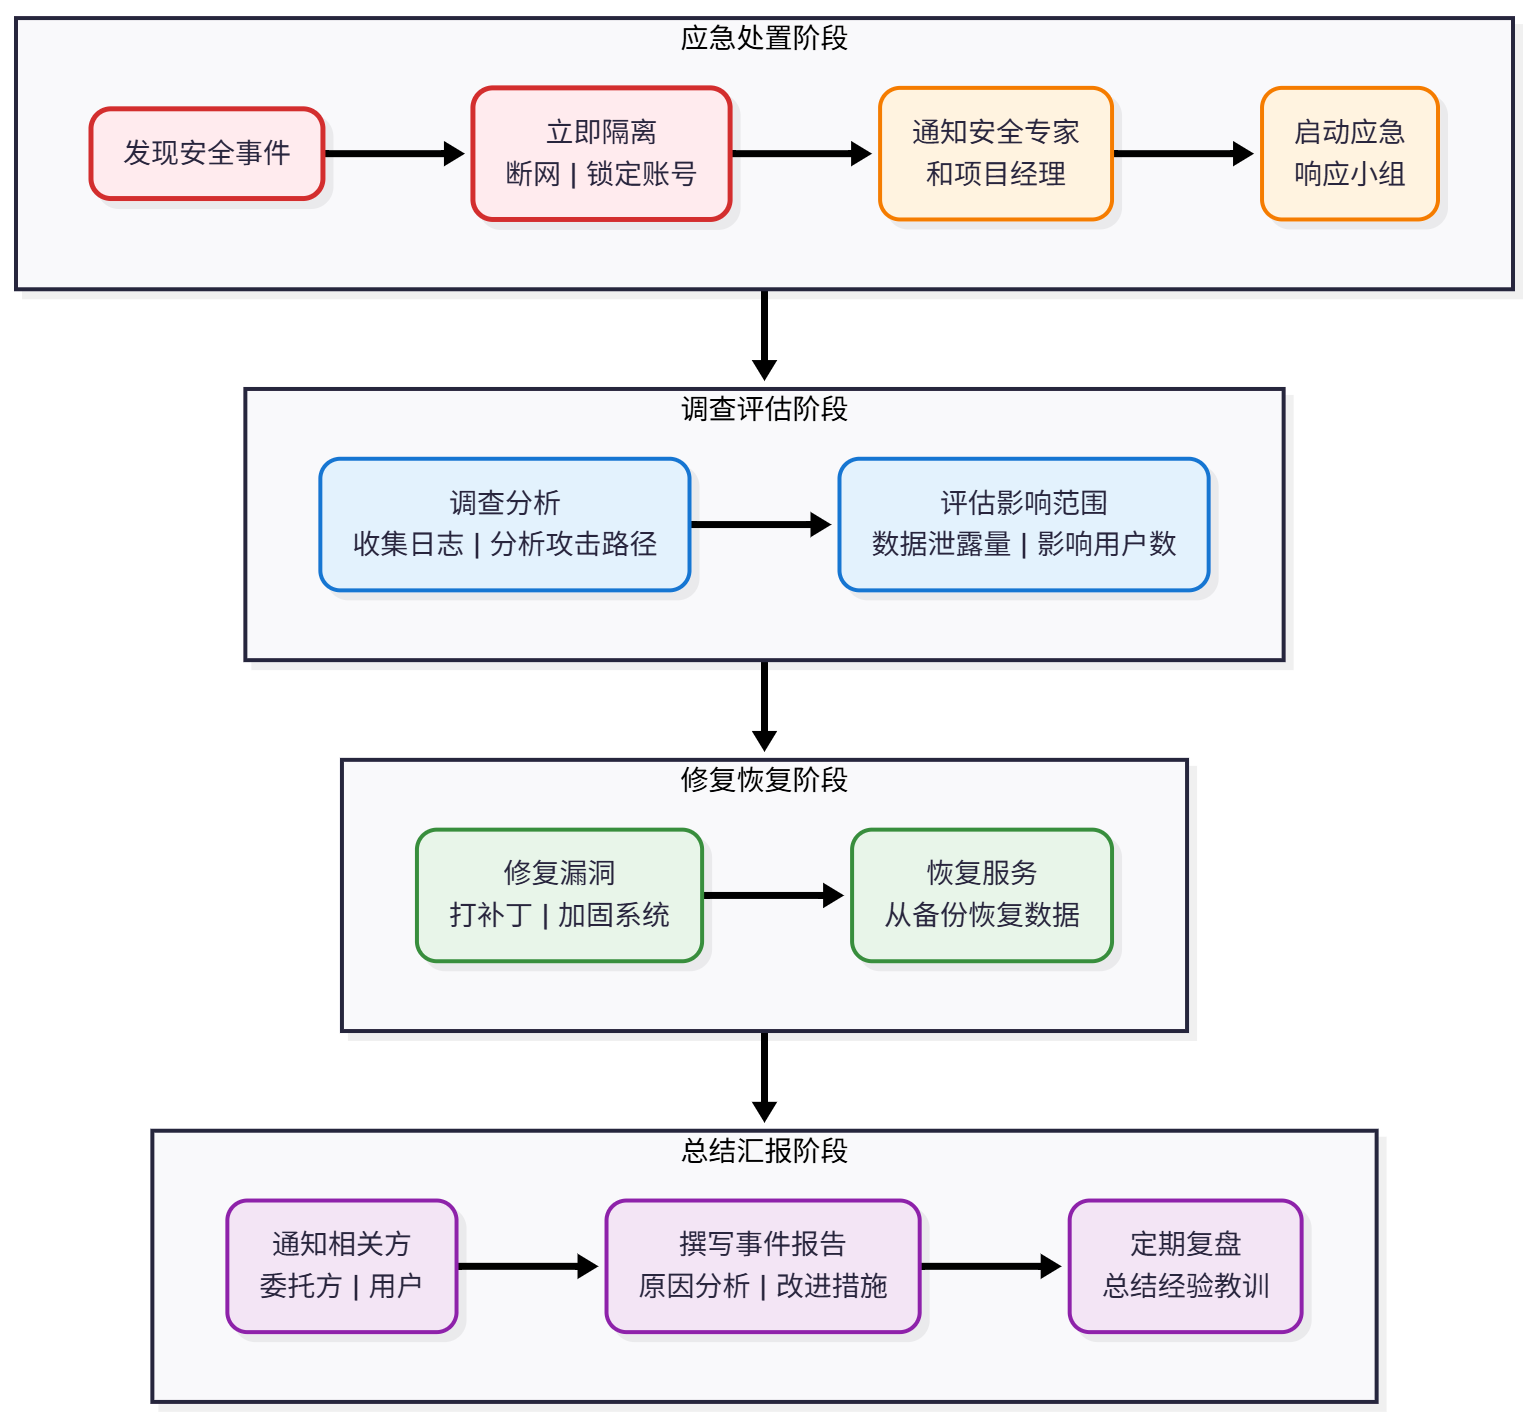 应急处置阶段
发现安全事件
立即隔离
断网 | 锁定账号
通知安全专家
和项目经理
启动应急
响应小组
调查评估阶段
调查分析
收集日志 | 分析攻击路径
评估影响范围
数据泄露量 | 影响用户数
修复恢复阶段
修复漏洞
打补丁 | 加固系统
恢复服务
从备份恢复数据
总结汇报阶段
通知相关方
委托方 | 用户
撰写事件报告
原因分析 | 改进措施
定期复盘
总结经验教训